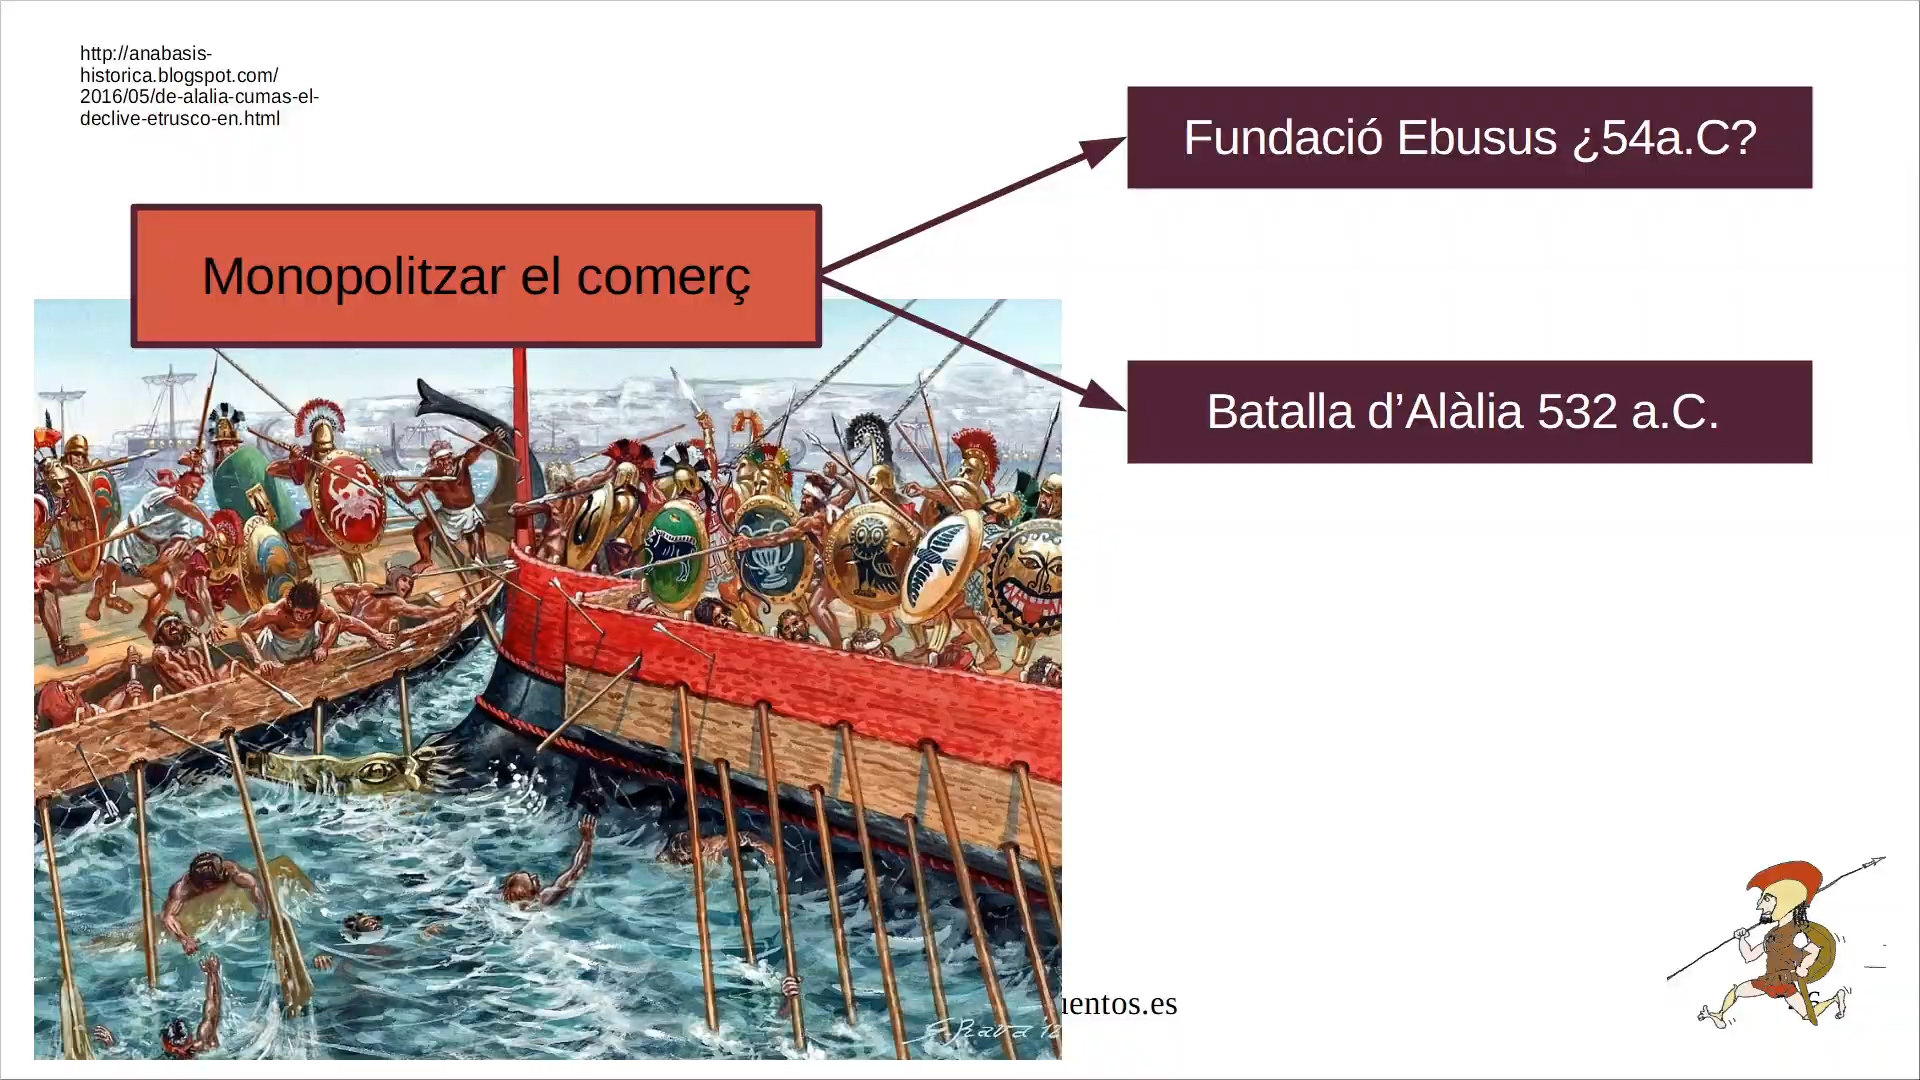 http://anabasis-
historica.blogspot.com/
2016/05/de-alalia-cumas-el-
declive-etrusco-en.html
Fundació Ebusus ¿54a.C?
Monopolitzar el comerç
Batalla d’Alàlia 532 a.C.
uentos.es